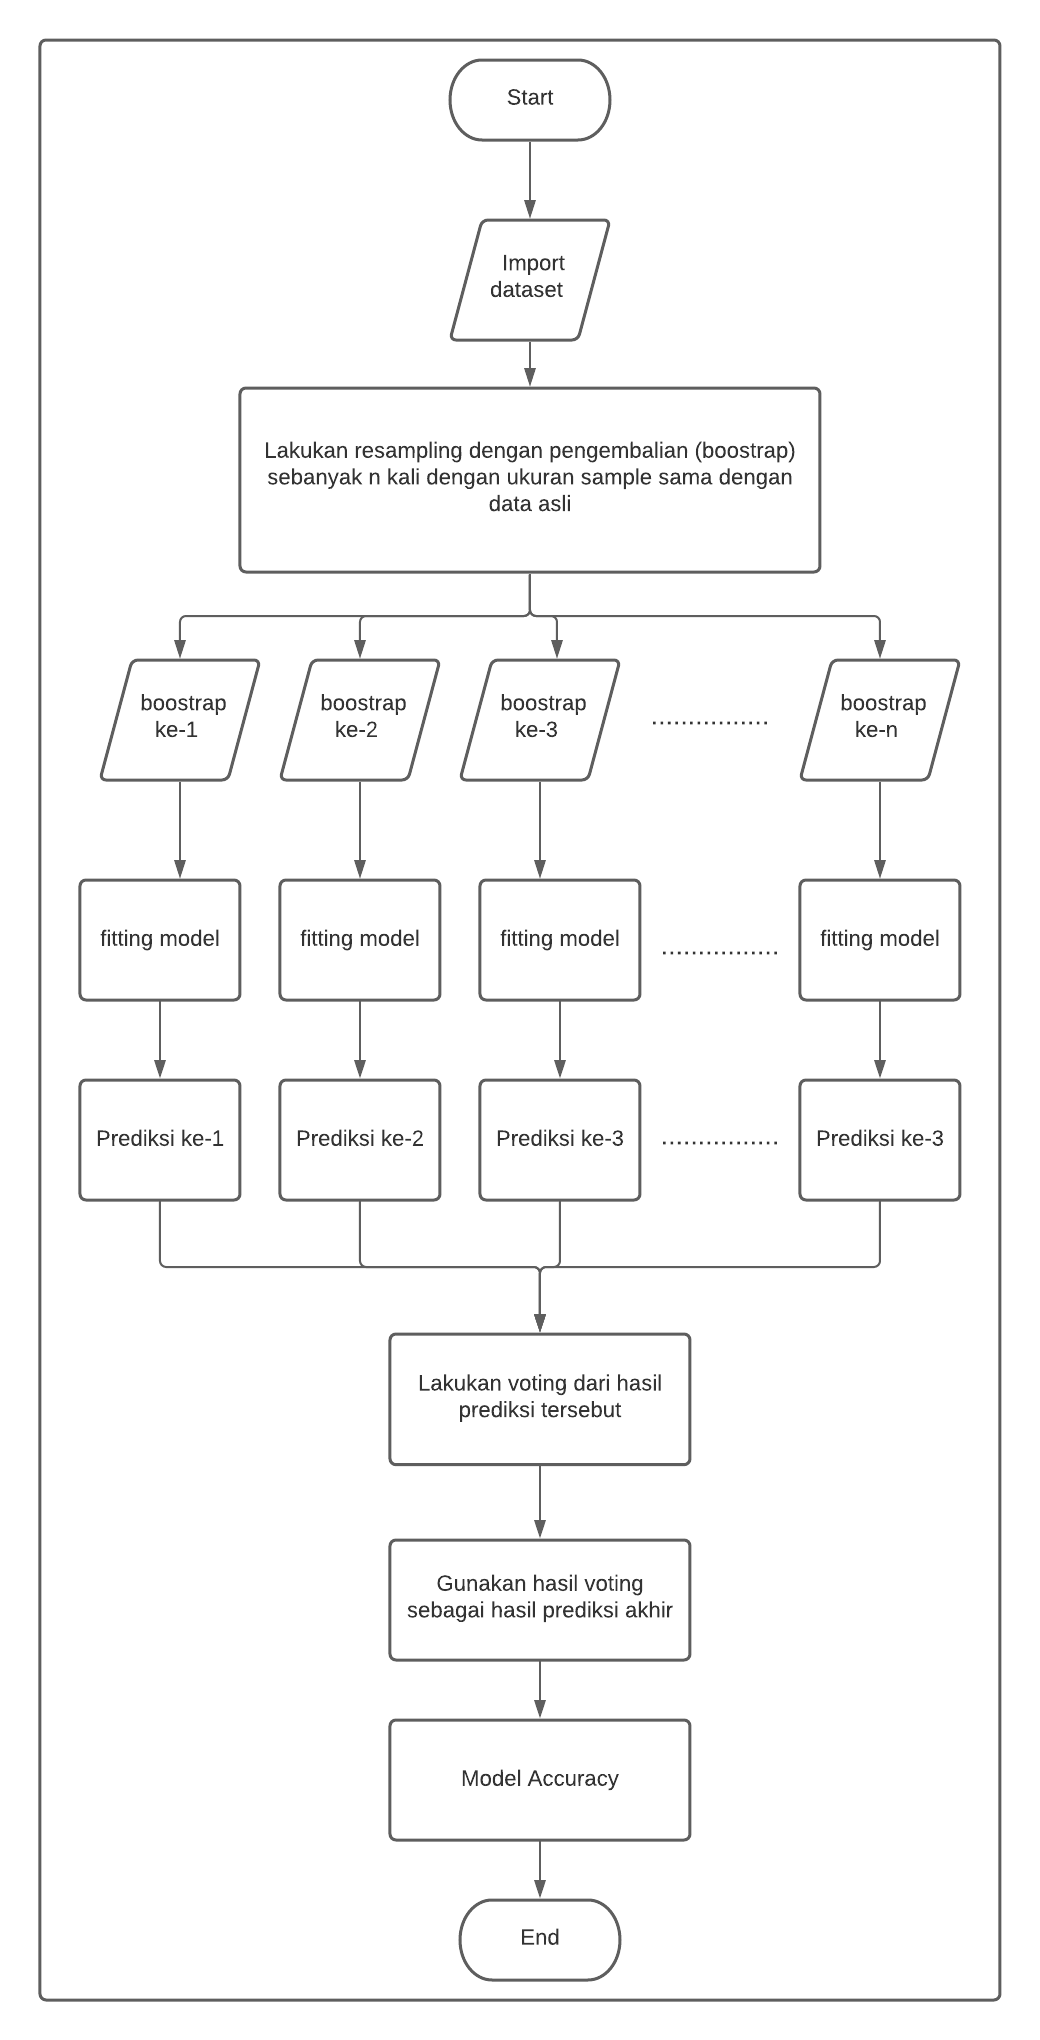 Start
Import
dataset
Lakukan resampling dengan pengembalian (boostrap)
sebanyak n kali dengan ukuran sample sama dengan
data asli
boostrap
ke-1
boostrap
ke-2
boostrap
ke-3
................
boostrap
ke-n
fitting model
fitting model
fitting model
................
fitting model
Prediksi ke-1
Prediksi ke-2
Prediksi ke-3
................
Prediksi ke-3
Lakukan voting dari hasil
prediksi tersebut
Gunakan hasil voting
sebagai hasil prediksi akhir
Model Accuracy
End